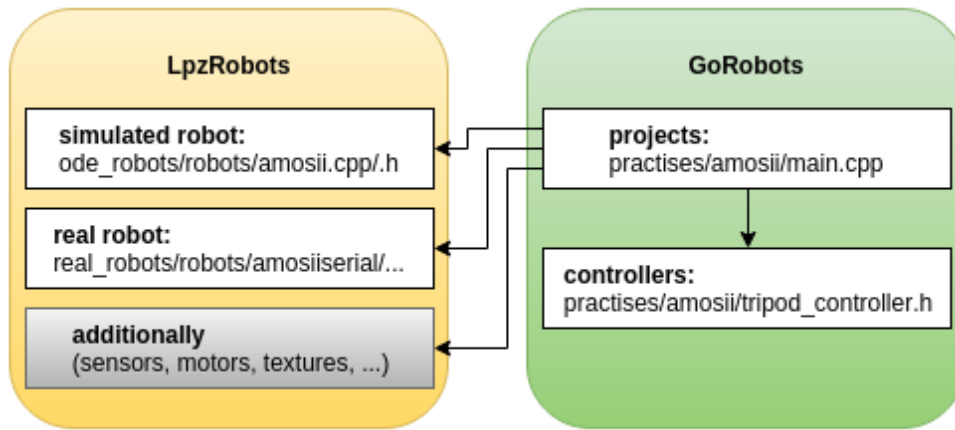 LpzRobots
simulated robot:
ode_robots/robots/amosii.cpp/.h
real robot:
real_robots/robots/amosiiserial/...
additionally
(sensors, motors, textures, ...)
GoRobots
projects:
practises/amosii/main.cpp
controllers:
practises/amosii/tripod_controller.h